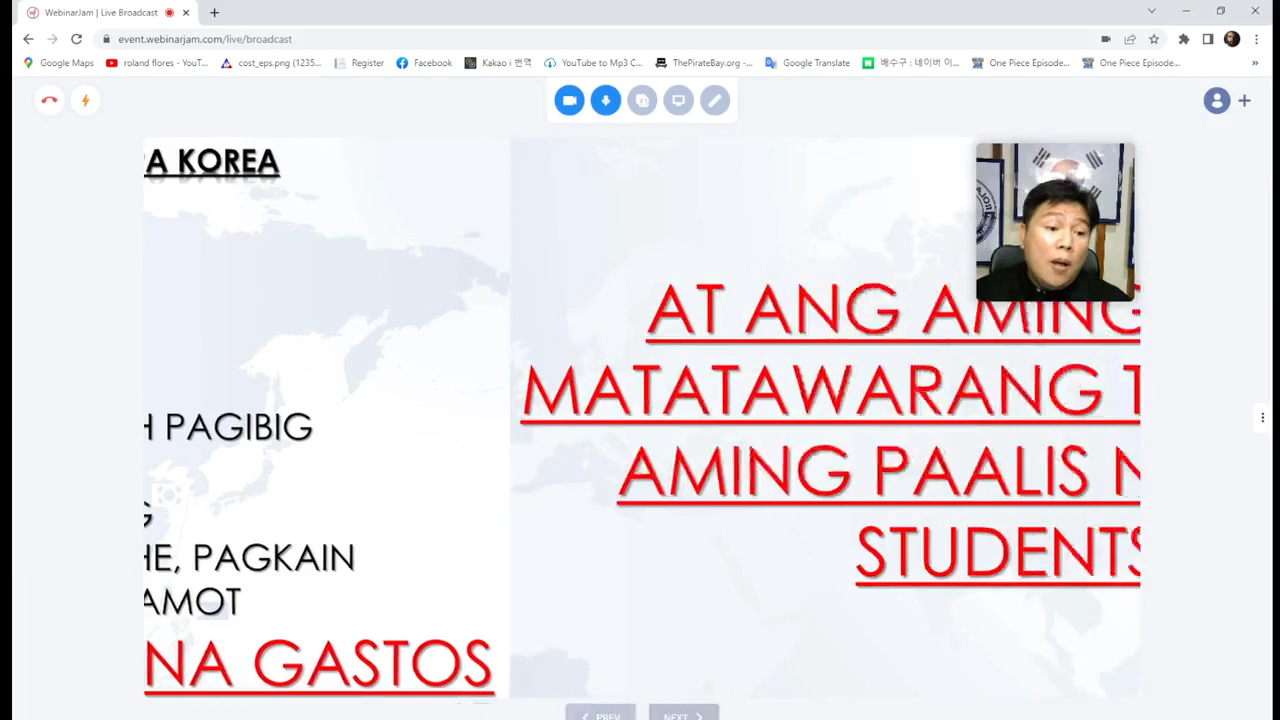 WebinarJam | Live Broadcast
event.webinarjam.com/live/broadcast
Google Maps
roland flores - YouT...
cost_eps.png (1235...
Register
Facebook
Kakao i 번역
YouTube to Mp3 C...
ThePirateBay.org -...
Google Translate
배수구 : 네이버 이...
One Piece Episode...
One Piece Episode...
»
A KOREA
PAGIBIG
G
HE, PAGKAIN
AMOT
NA GASTOS
AT ANG AMING
MATATAWARANG T
AMING PAALIS N
STUDENTS
PREV
NEXT